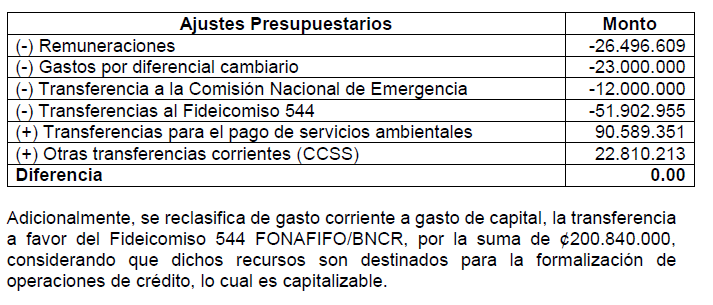 Ajustes Presupuestarios Monto
(-) Remuneraciones -26.496.609
(-) Gastos por diferencial cambiario -23.000.000
(-) Transferencia a la Comisión Nacional de Emergencia -12.000.000
(-) Transferencias al Fideicomiso 544 -51.902.955
(+) Transferencias para el pago de servicios ambientales 90.589.351
(+) Otras transferencias corrientes (CCSS) 22.810.213
Diferencia 0.00
Adicionalmente, se reclasifica de gasto corriente a gasto de capital, la transferencia
a favor del Fideicomiso 544 FONAFIFO/BNCR, por la suma de ¢200.840.000,
considerando que dichos recursos son destinados para la formalización de
operaciones de crédito, lo cual es capitalizable.